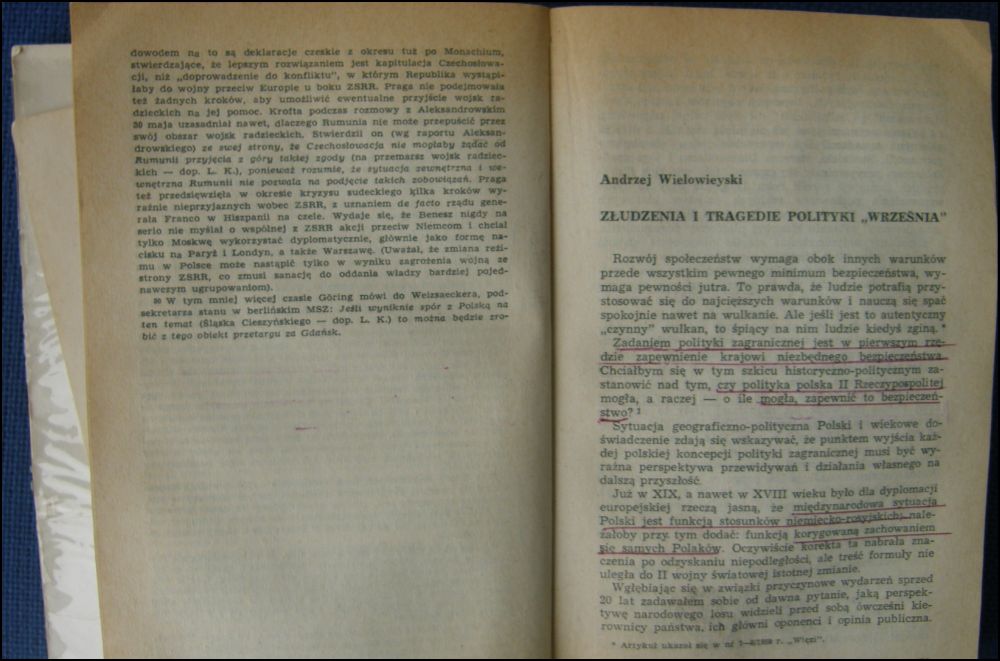 dowodem na to są deklaracje czeskie z okresu tuż po Monachium,
stwierdzające, że lepszym rozwiązaniem jest kapitulacja Czechosłowa-
cji, niż „doprowadzenie do konfliktu”, w którym Republika wystąpi-
łaby do wojny przeciw Europie u boku ZSRR. Praga nie podejmowała
też żadnych kroków, aby umożliwić ewentualne przyjście wojsk ra-
dzieckich na jej pomoc. Krofta podczas rozmowy z Aleksandrowskim
30 maja uzasadniał nawet, dlaczego Rumunia nie może przepuścić przez
swój obszar wojsk radzieckich. Stwierdził on (wg raportu Aleksan-
drowskiego) ze swej strony, że Czechosłowacja nie mogłaby żądać od
Rumunii przyjęcia z góry takiej zgody (na przemarsz wojsk radziec-
kich — dop. L. K.), ponieważ rozumie, że sytuacja zewnętrzna i we-
wnętrzna Rumunii nie pozwala na podjęcie takich zobowiązań. Praga
też przedsięwzięła w okresie kryzysu sudeckiego kilka kroków wy-
raźnie nieprzyjaznych wobec ZSRR, z uznaniem de facto rządu gene-
rała Franco w Hiszpanii na czele. Wydaje się, że Benesz nigdy na
serio nie myślał o wspólnej z ZSRR akcji przeciw Niemcom i chciał
tylko Moskwę wykorzystać dyplomatycznie, głównie jako formę na-
cisku na Paryż i Londyn, a także Warszawę. (Uważał, że zmiana reżi-
mu w Polsce może nastąpić tylko w wyniku zagrożenia wojną ze
strony ZSRR, co zmusi sanację do oddania władzy bardziej pojed-
nawczym ugrupowaniom).
W tym mniej więcej czasie Göring mówi do Weizsaeckera, pod-
sekretarza stanu w berlińskim MSZ: Jeśli wyniknie spór z Polską na
ten temat (Śląska Cieszyńskiego — dop. L. K.) to można będzie zro-
bić z tego obiekt przetargu za Gdańsk.
Andrzej Wielowieyski
ZŁUDZENIA I TRAGEDIE POLITYKI „WRZEŚNIA”
Rozwój społeczeństw wymaga obok innych warunków
przede wszystkim pewnego minimum bezpieczeństwa, wy-
maga pewności jutra. To prawda, że ludzie potrafią przy-
stosować się do najcięższych warunków i nauczą się spać
spokojnie nawet na wulkanie. Ale jeśli jest to autentyczny
„czynny” wulkan, to śpiący na nim ludzie kiedyś zginą. *
Zadaniem polityki zagranicznej jest w pierwszym rzę-
dzie zapewnienie krajowi niezbędnego bezpieczeństwa.
Chciałbym się w tym szkicu historyczno-politycznym za-
stanowić nad tym, czy polityka polska II Rzeczypospolitej
mogła, a raczej — o ile mogła, zapewnić to bezpieczeń-
stwo? ¹
Sytuacja geograficzno-polityczna Polski i wiekowe do-
świadczenie zdają się wskazywać, że punktem wyjścia każ-
dej polskiej koncepcji polityki zagranicznej musi być wy-
raźna perspektywa przewidywań i działania własnego na
dalszą przyszłość.
Już w XIX, a nawet w XVIII wieku było dla dyplomacji
europejskiej rzeczą jasną, że międzynarodowa sytuacja
Polski jest funkcją stosunków niemiecko-rosyjskich; nale-
żałoby przy tym dodać: funkcją korygowaną zachowaniem
się samych Polaków. Oczywiście korekta ta nabrała zna-
czenia po odzyskaniu niepodległości, ale treść formuły nie
uległa do II wojny światowej istotnej zmianie.
Wgłębiając się w związki przyczynowe wydarzeń sprzed
20 lat zadawałem sobie od dawna pytanie, jaką perspek-
tywę narodowego losu widzieli przed sobą ówcześni kie-
rownicy państwa, ich główni oponenci i opinia publiczna.
* Artykuł ukazał się w nr r. „Więzi”.